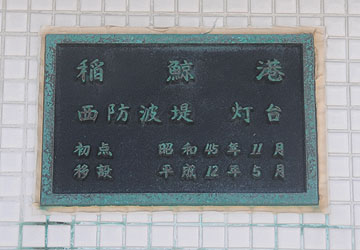 稲鯨港
西防波堤 灯台
初点 昭和45年11月
移設 平成12年5月